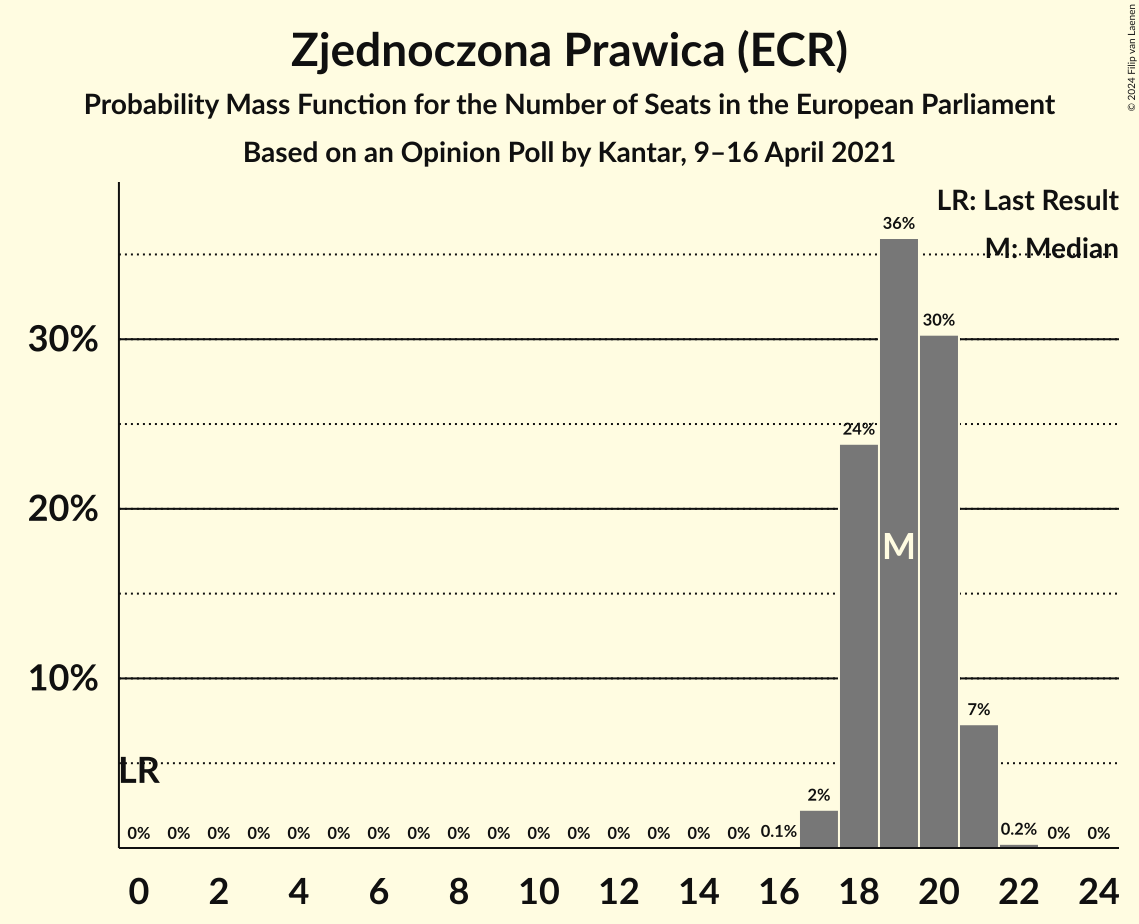 Zjednoczona Prawica (ECR)
Probability Mass Function for the Number of Seats in the European Parliament
Based on an Opinion Poll by Kantar, 9–16 April 2021
© 2024 Filip van Laenen
LR: Last Result
M: Median
36%
30%
30%
24%
20%
M
10%
7%
LR
2%
0% 0% 0% 0% 0% 0% 0% 0% 0% 0% 0% 0% 0% 0% 0% 0% 0.1% 0.2% 0% 0%
0 2 4 6 8 10 12 14 16 18 20 22 24